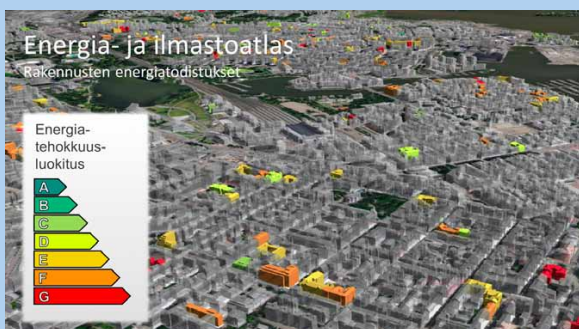 Energia- ja ilmastoatlas
Rakennusten energiatodistukset
Energia-
tehokkuus-
luokitus
A
B
C
D
E
F
G